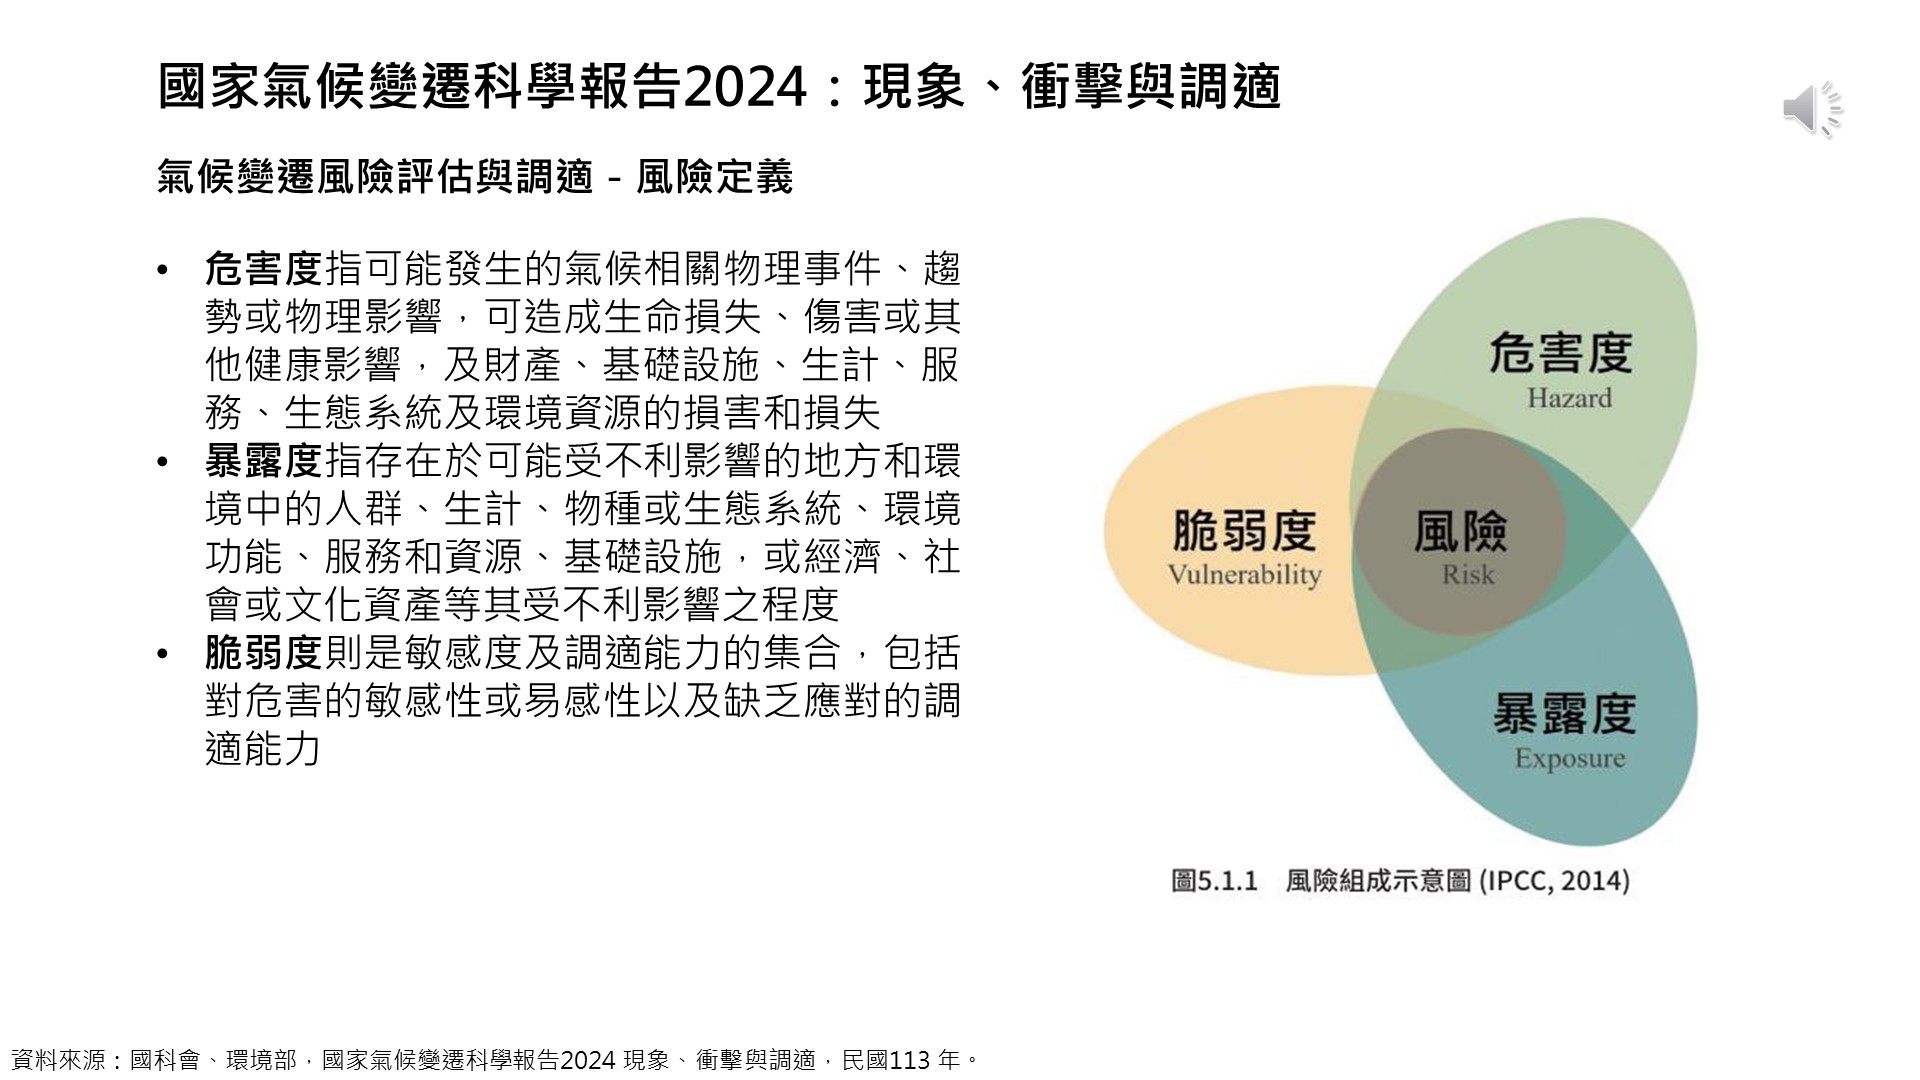 國家氣候變遷科學報告2024：現象、衝擊與調適
氣候變遷風險評估與調適 - 風險定義
• 危害度指可能發生的氣候相關物理事件、趨
勢或物理影響，可造成生命損失、傷害或其
他健康影響，及財產、基礎設施、生計、服
務、生態系統及環境資源的損害和損失
• 暴露度指存在於可能受不利影響的地方和環
境中的人群、生計、物種或生態系統、環境
功能、服務和資源、基礎設施，或經濟、社
會或文化資產等其受不利影響之程度
• 脆弱度則是敏感度及調適能力的集合，包括
對危害的敏感性或易感性以及缺乏應對的調
適能力
危害度
Hazard
脆弱度
Vulnerability
風險
Risk
暴露度
Exposure
圖5.1.1 風險組成示意圖 (IPCC, 2014)
資料來源：國科會、環境部，國家氣候變遷科學報告2024 現象、衝擊與調適，民國113 年。